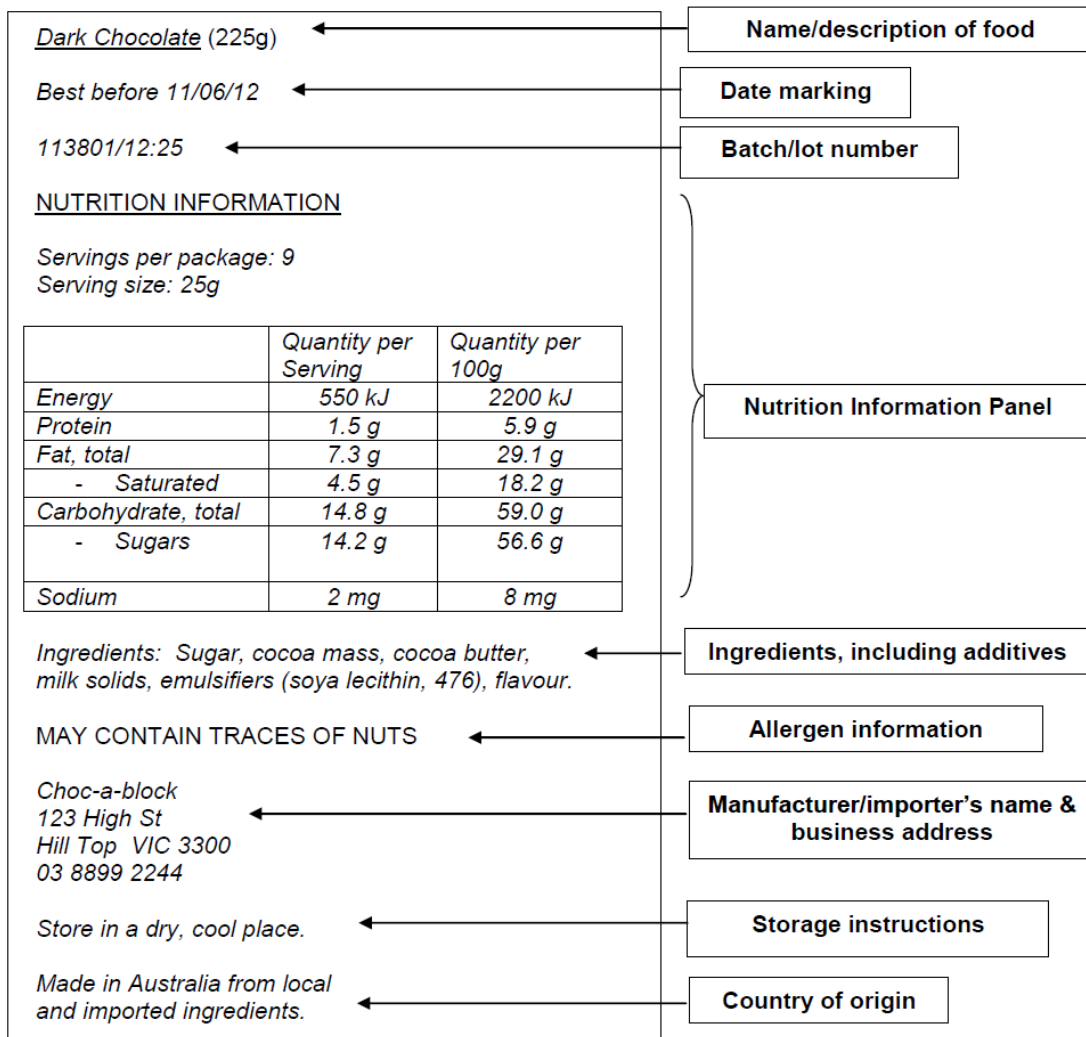 Dark Chocolate (225g)
Name/description of food
Best before 11/06/12
Date marking
113801/12:25
Batch/lot number
NUTRITION INFORMATION
Servings per package: 9
Serving size: 25g
Quantity per Serving
Quantity per 100g
Energy 550 kJ 2200 kJ
Protein 1.5 g 5.9 g
Fat, total 7.3 g 29.1 g
- Saturated 4.5 g 18.2 g
Carbohydrate, total 14.8 g 59.0 g
- Sugars 14.2 g 56.6 g
Sodium 2 mg 8 mg
Nutrition Information Panel
Ingredients: Sugar, cocoa mass, cocoa butter,
milk solids, emulsifiers (soya lecithin, 476), flavour.
Ingredients, including additives
MAY CONTAIN TRACES OF NUTS
Allergen information
Choc-a-block
123 High St
Hill Top VIC 3300
03 8899 2244
Manufacturer/importer's name &
business address
Store in a dry, cool place.
Storage instructions
Made in Australia from local
and imported ingredients.
Country of origin